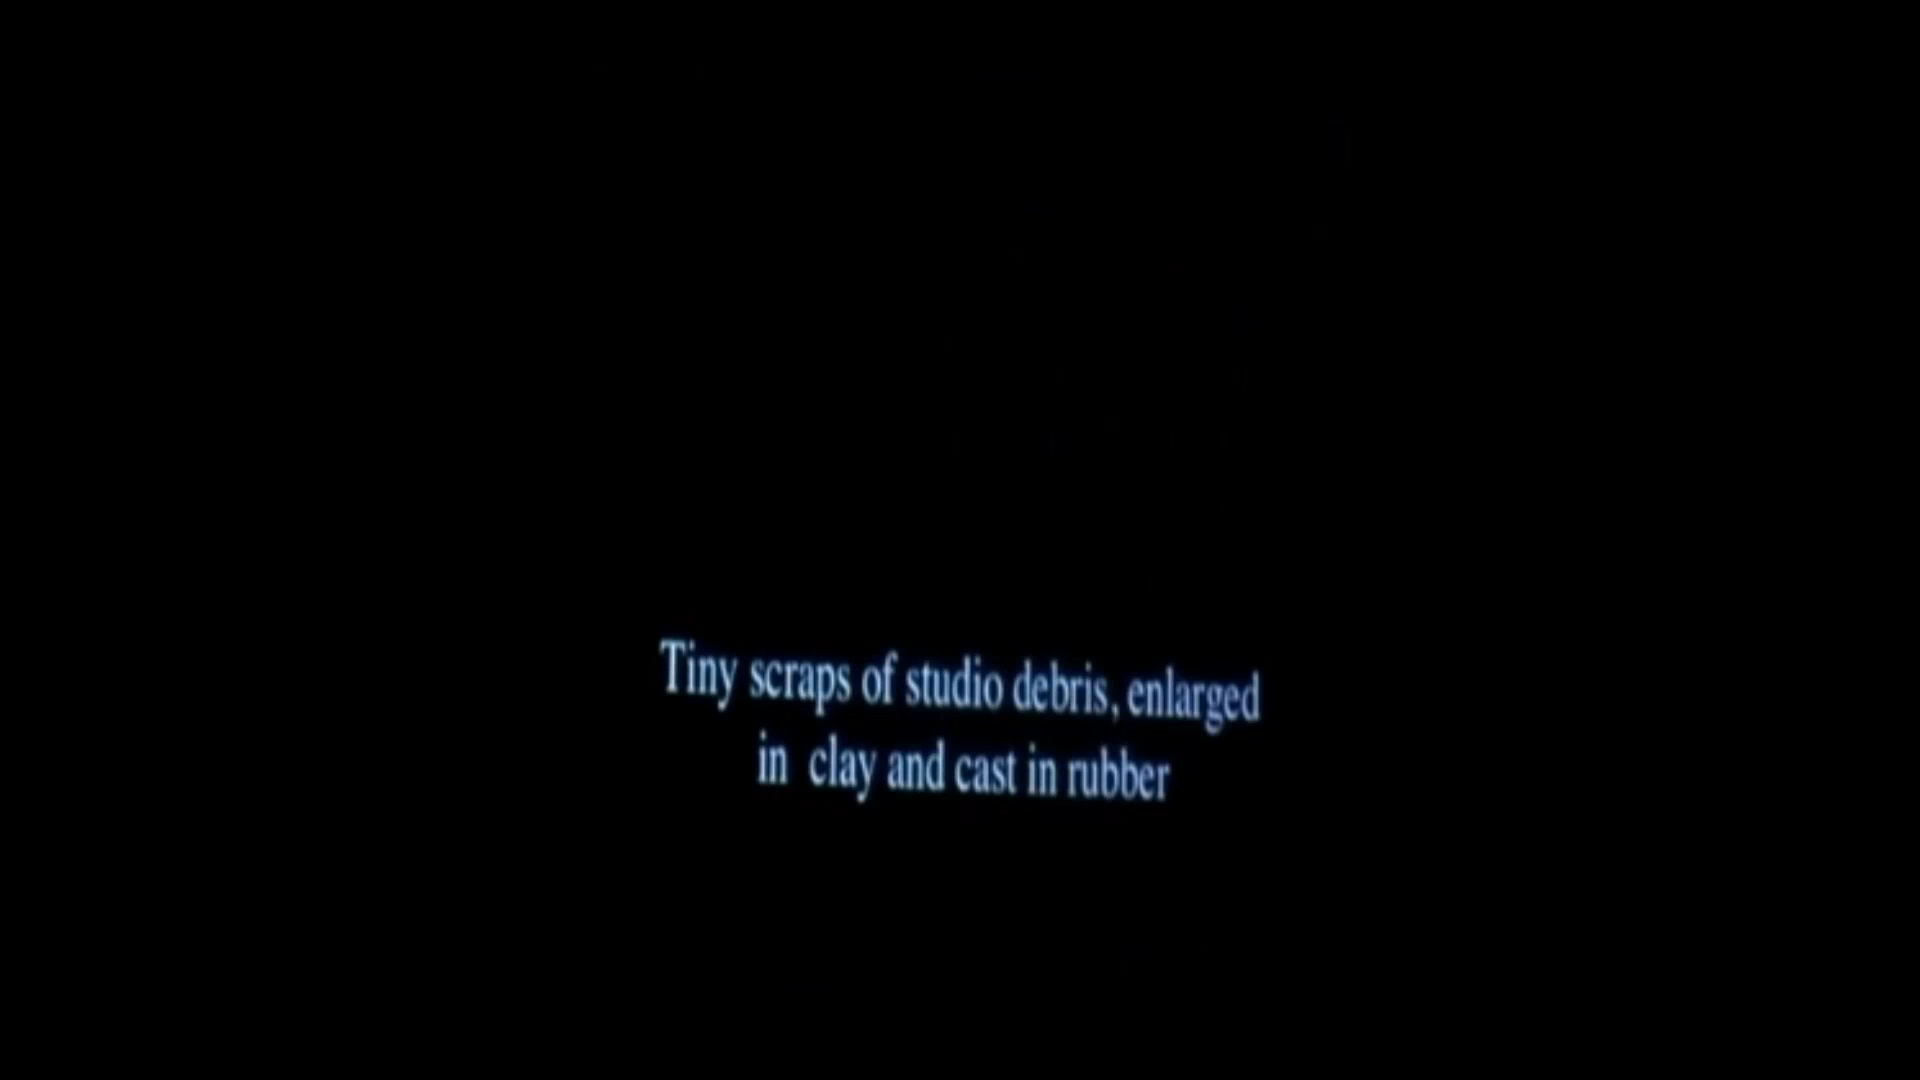 Tiny scraps of studio debris, enlarged
in  clay and cast in rubber